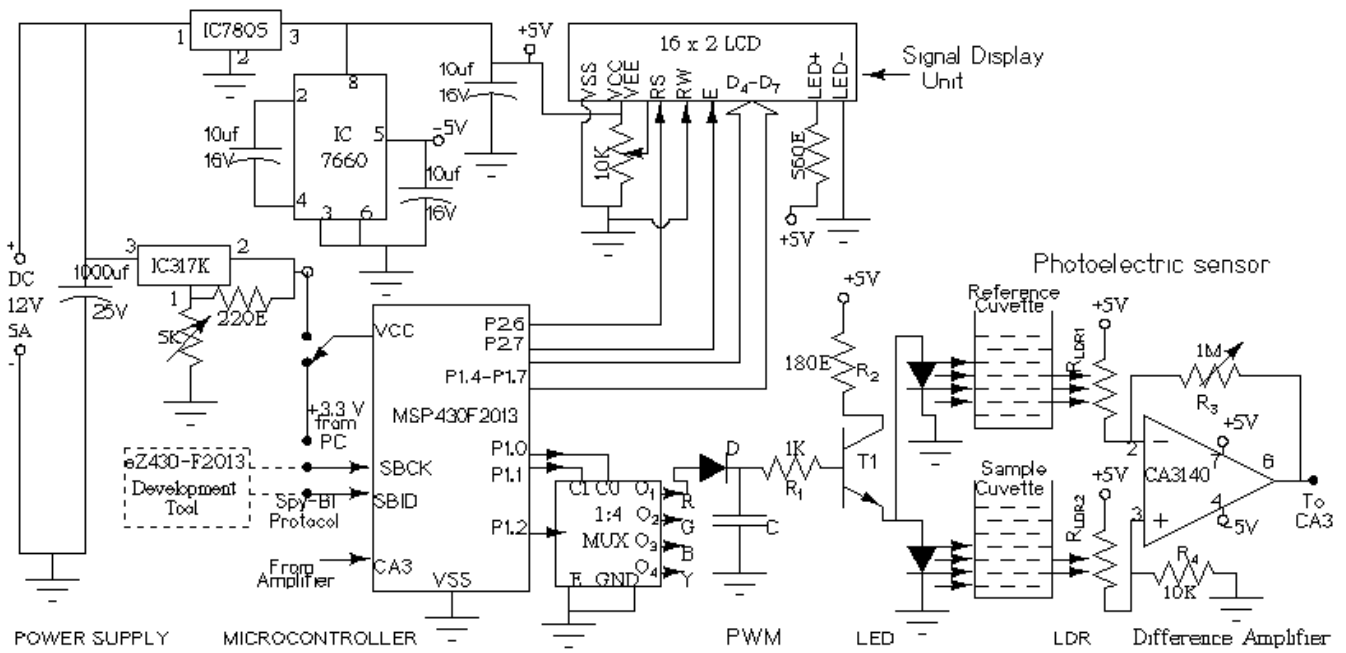 IC7805
1
3
2
+5V
16 x 2 LCD
VSS
VCC
VEE
RS
RW
E
D4-D7
LED+
LED-
Signal Display
Unit
10uf
16V
2
8
IC
7660
5
-5V
4
3
6
10uf
16V
10uf
16V
10K
560E
+5V
+
DC
12V
5A
-
1000uf
25V
3
IC317K
2
1
220E
5K
VCC
P2.6
P2.7
P1.4-P1.7
MSP430F2013
+3.3 V
from
PC
eZ430-F2013
Development
Tool
Spy-BI
Protocol
SBCK
SBID
From
Amplifier
CA3
VSS
P1.0
P1.1
P1.2
C1 C0
O1
1:4
O2
MUX
O3
O4
E GND
R
G
B
Y
D
C
1K
R1
+5V
180E
R2
T1
Photoelectric sensor
Reference
Cuvette
Sample
Cuvette
+5V
RLDR1
+5V
RLDR2
1M
R3
+5V
2
-
7
CA3140
6
3
+
4
-5V
To
CA3
R4
10K
POWER SUPPLY
MICROCONTROLLER
PWM
LED
LDR
Difference Amplifier